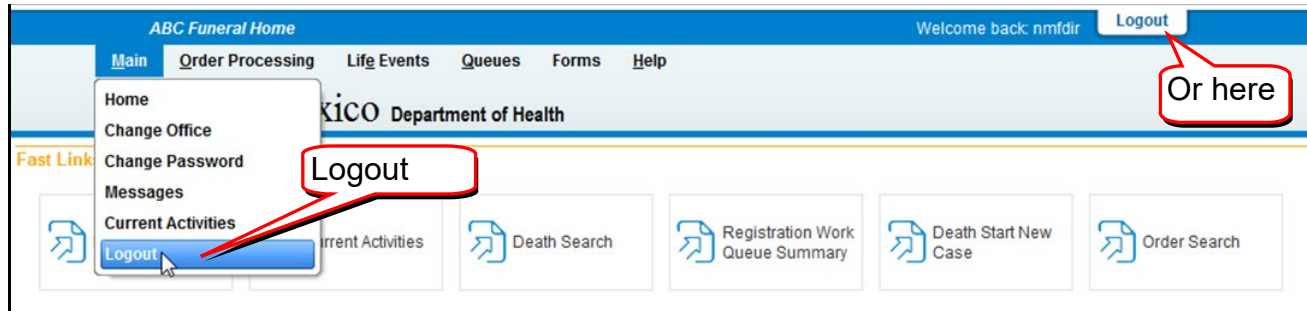 ABC Funeral Home
Welcome back: nmfdir
Logout
Main Order Processing Life Events Queues Forms Help
Or here
Home
xico Department of Health
Change Office
Fast Link
Change Password
Logout
Messages
Current Activities
Logout
rrent Activities
Death Search
Registration Work
Queue Summary
Death Start New
Case
Order Search